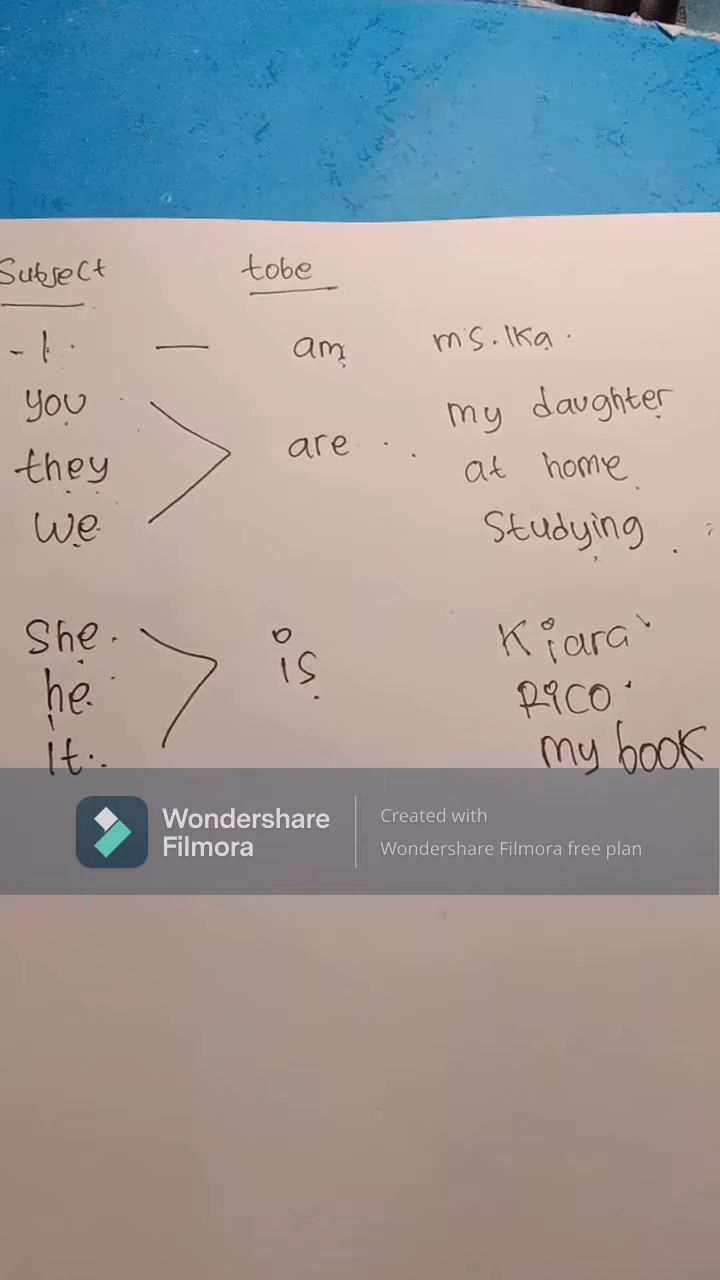 Subject tobe
- I. — am ms. Ika.
you my daughter
are
they at home
we studying.
She. is Kiara
he. Rico
It. my book
Wondershare Filmora
Created with
Wondershare Filmora free plan